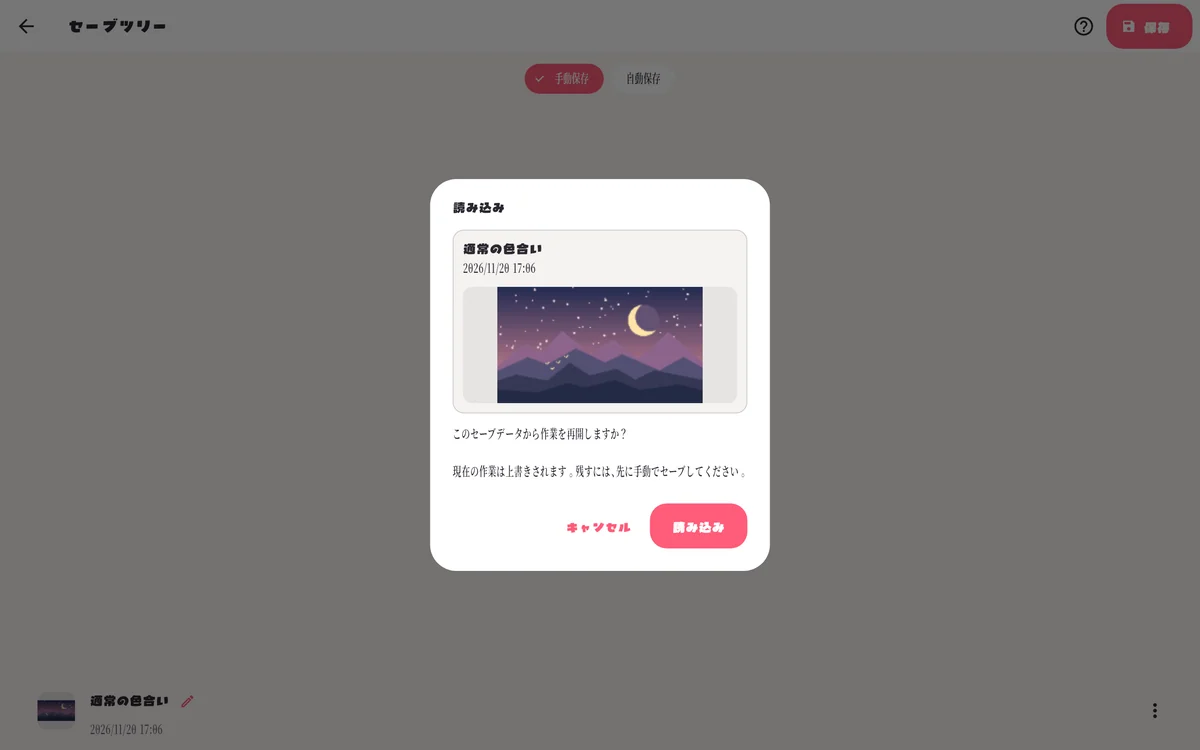 セーブツリー
保存
手動保存
自動保存
読み込み
通常の色合い
2026/11/20 17:06
このセーブデータから作業を再開しますか？
現在の作業は上書きされます。残すには、先に手動でセーブしてください。
キャンセル
読み込み
通常の色合い
2026/11/20 17:06